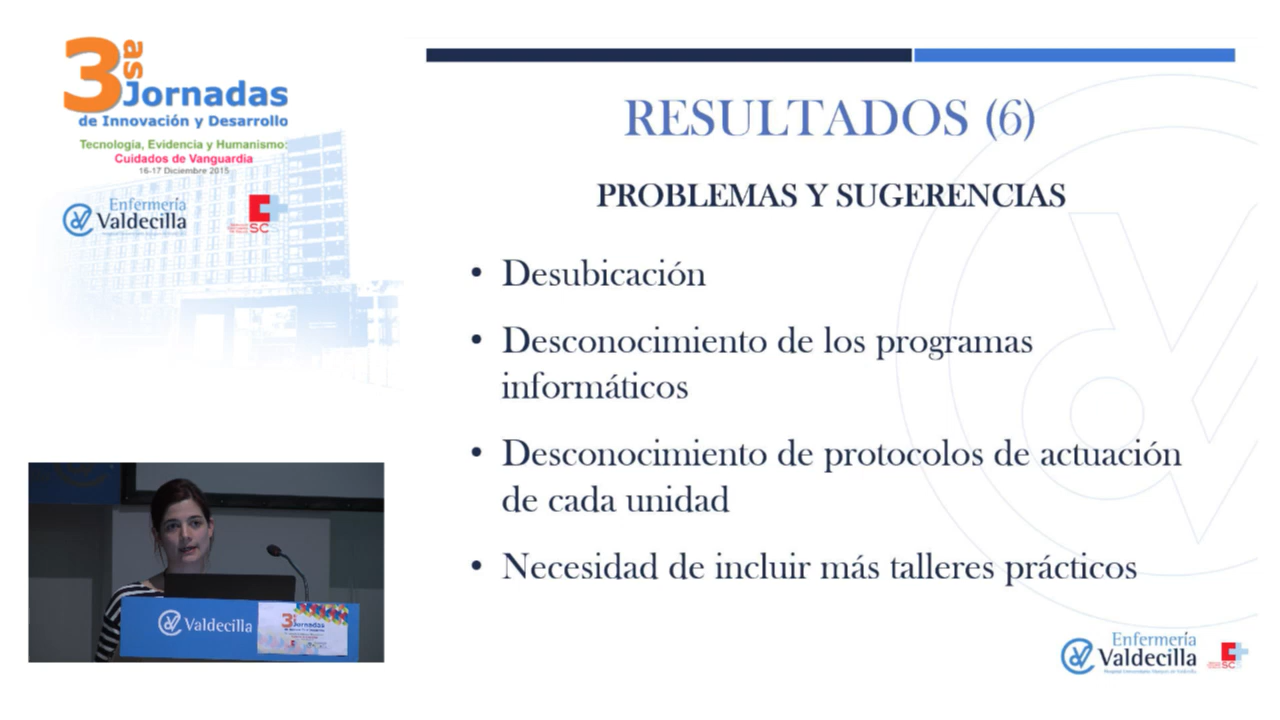 3as
Jornadas
de Innovación y Desarrollo
Tecnología, Evidencia y Humanismo:
Cuidados de Vanguardia
16-17 Diciembre 2015
Enfermería
Valdecilla
SC
RESULTADOS (6)
PROBLEMAS Y SUGERENCIAS
• Desubicación
• Desconocimiento de los programas
informáticos
• Desconocimiento de protocolos de actuación
de cada unidad
• Necesidad de incluir más talleres prácticos
Valdecilla
3as
Jornadas
Enfermería
Valdecilla
SC